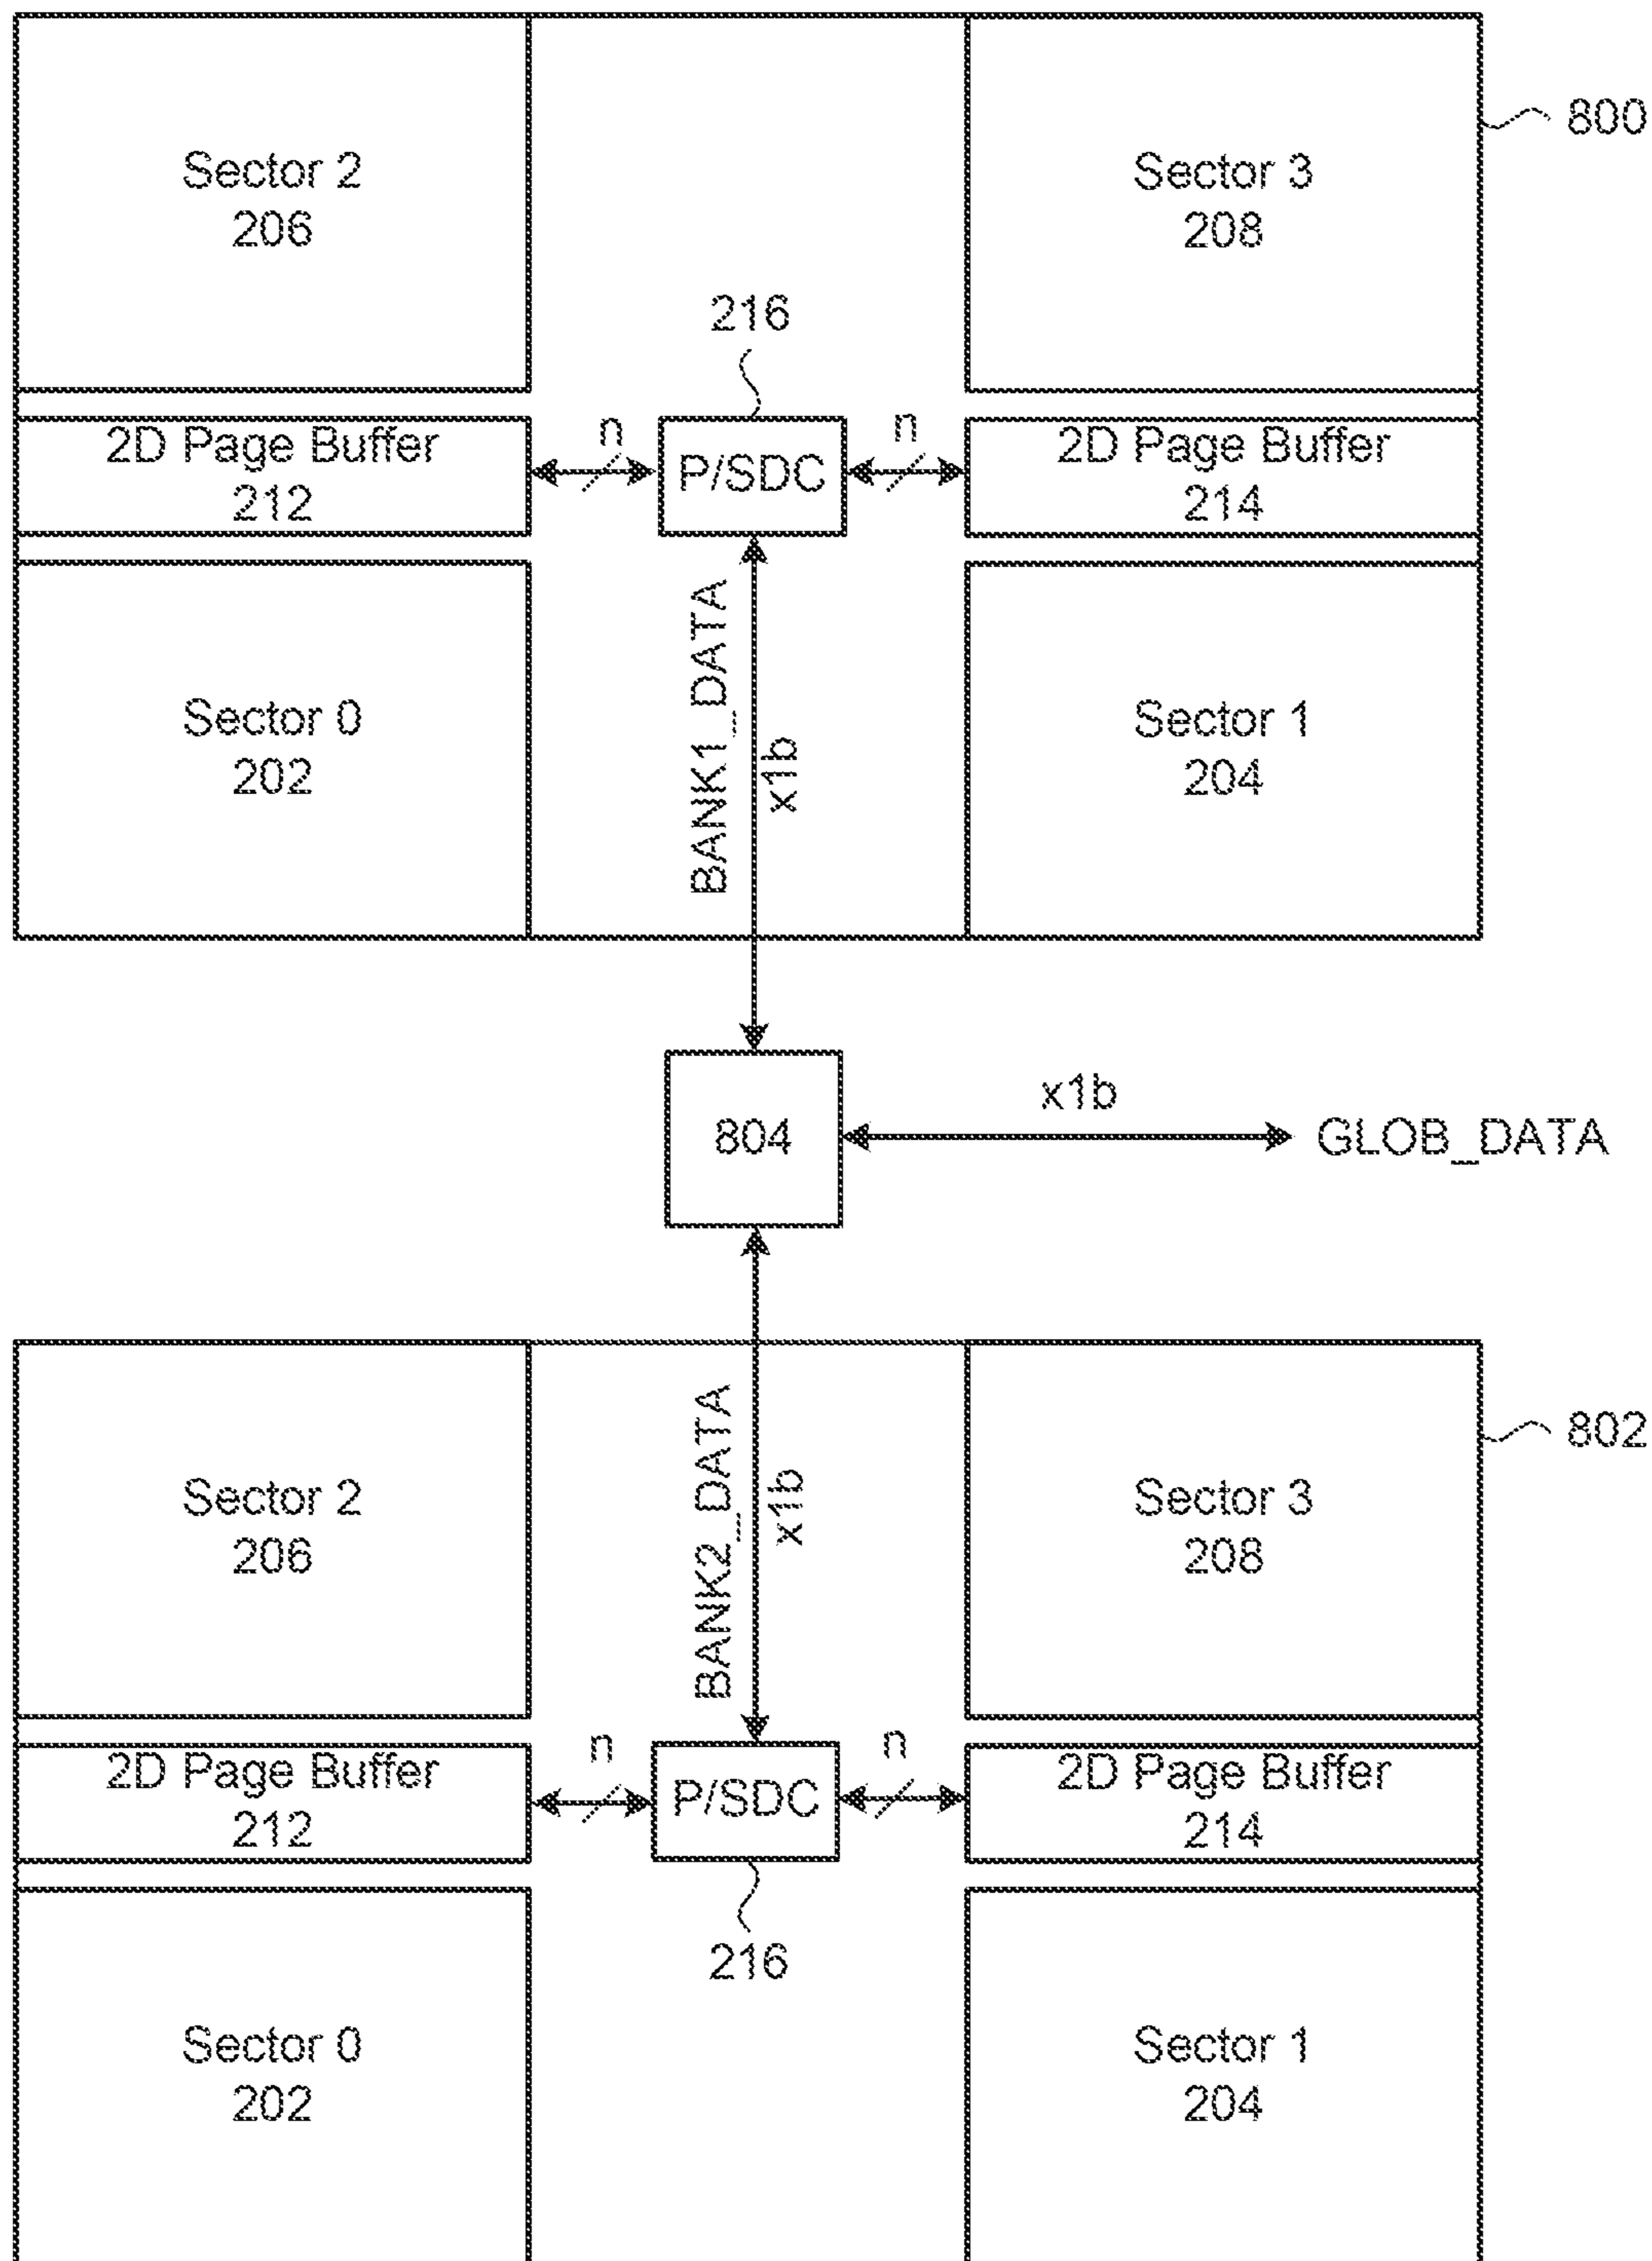 800
Sector 2
206
Sector 3
208
216
2D Page Buffer
212
n
P/SDC
n
2D Page Buffer
214
BANK1_DATA
x1b
Sector 0
202
Sector 1
204
804
x1b
GLOB_DATA
802
Sector 2
206
BANK2_DATA
x1b
Sector 3
208
2D Page Buffer
212
n
P/SDC
n
2D Page Buffer
214
216
Sector 0
202
Sector 1
204